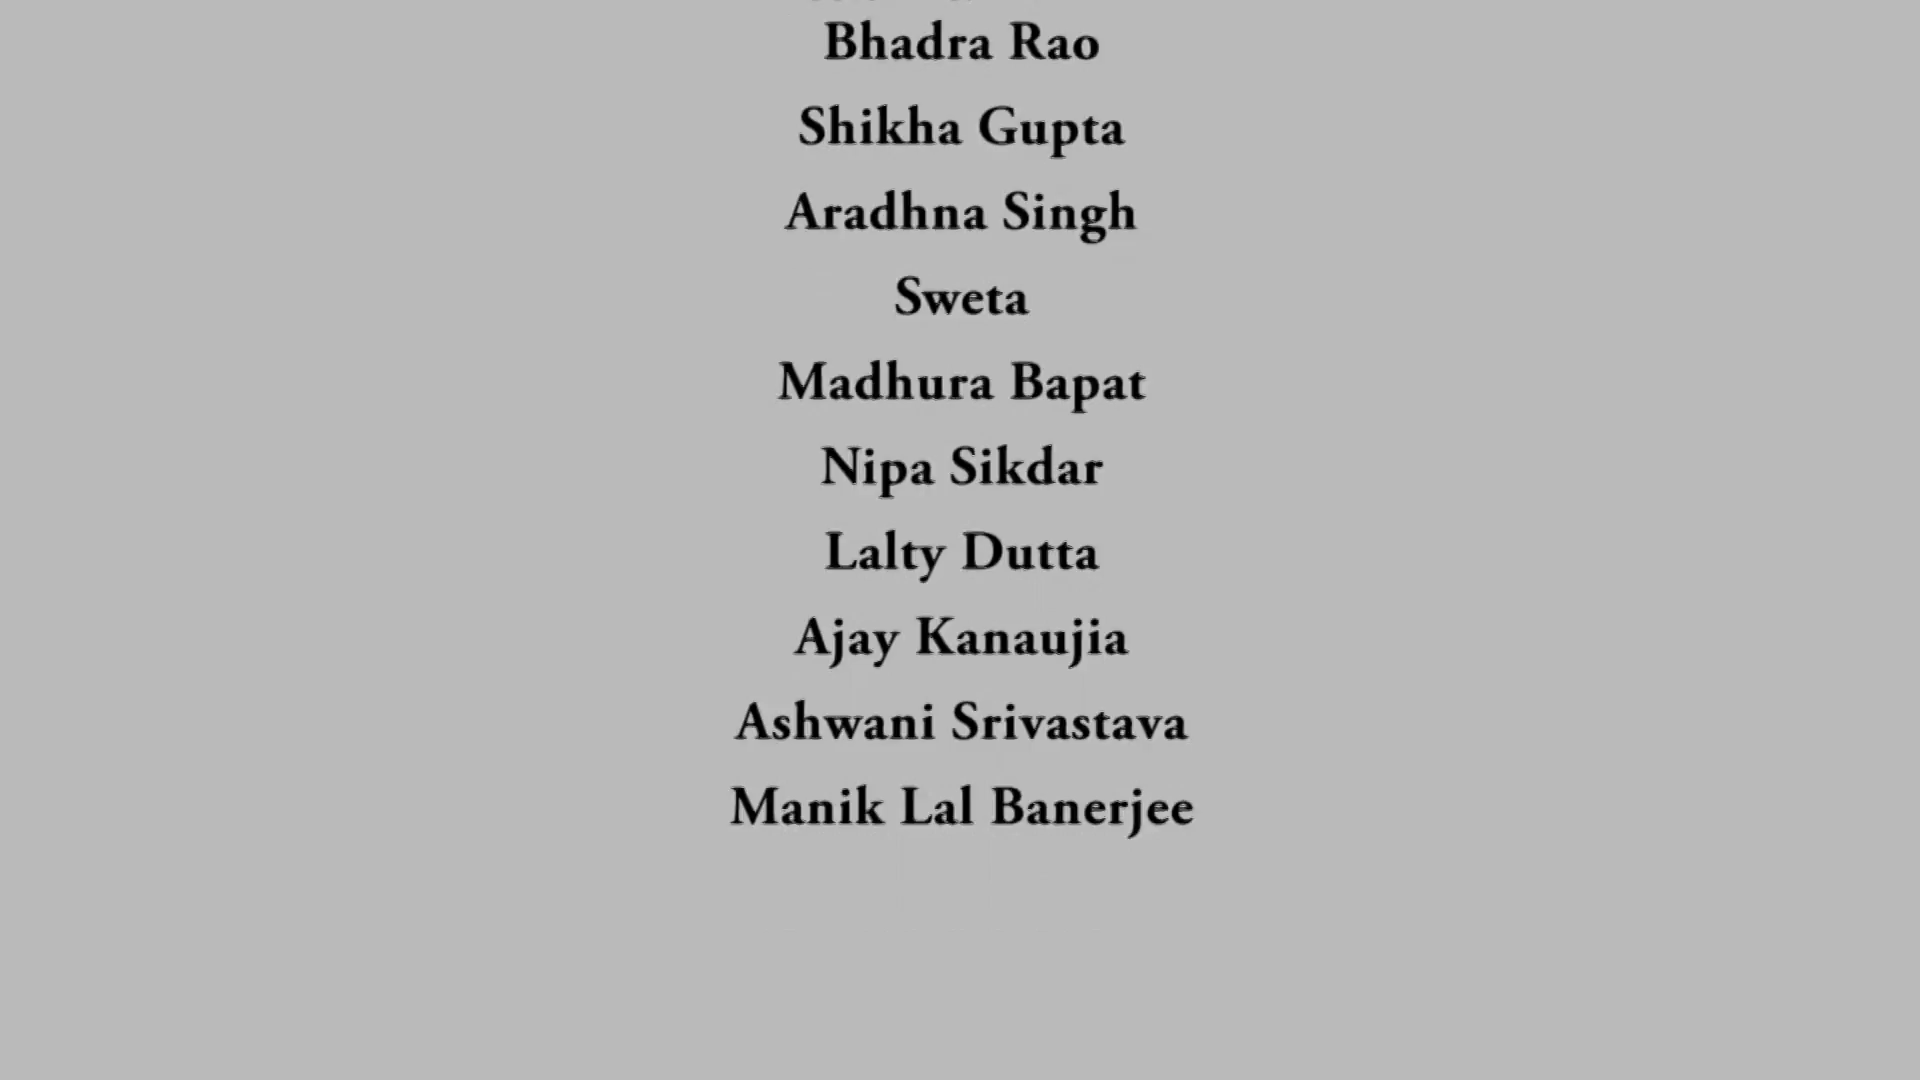 Bhadra Rao
Shikha Gupta
Aradhna Singh
Sweta
Madhura Bapat
Nipa Sikdar
Lalty Dutta
Ajay Kanaujia
Ashwani Srivastava
Manik Lal Banerjee